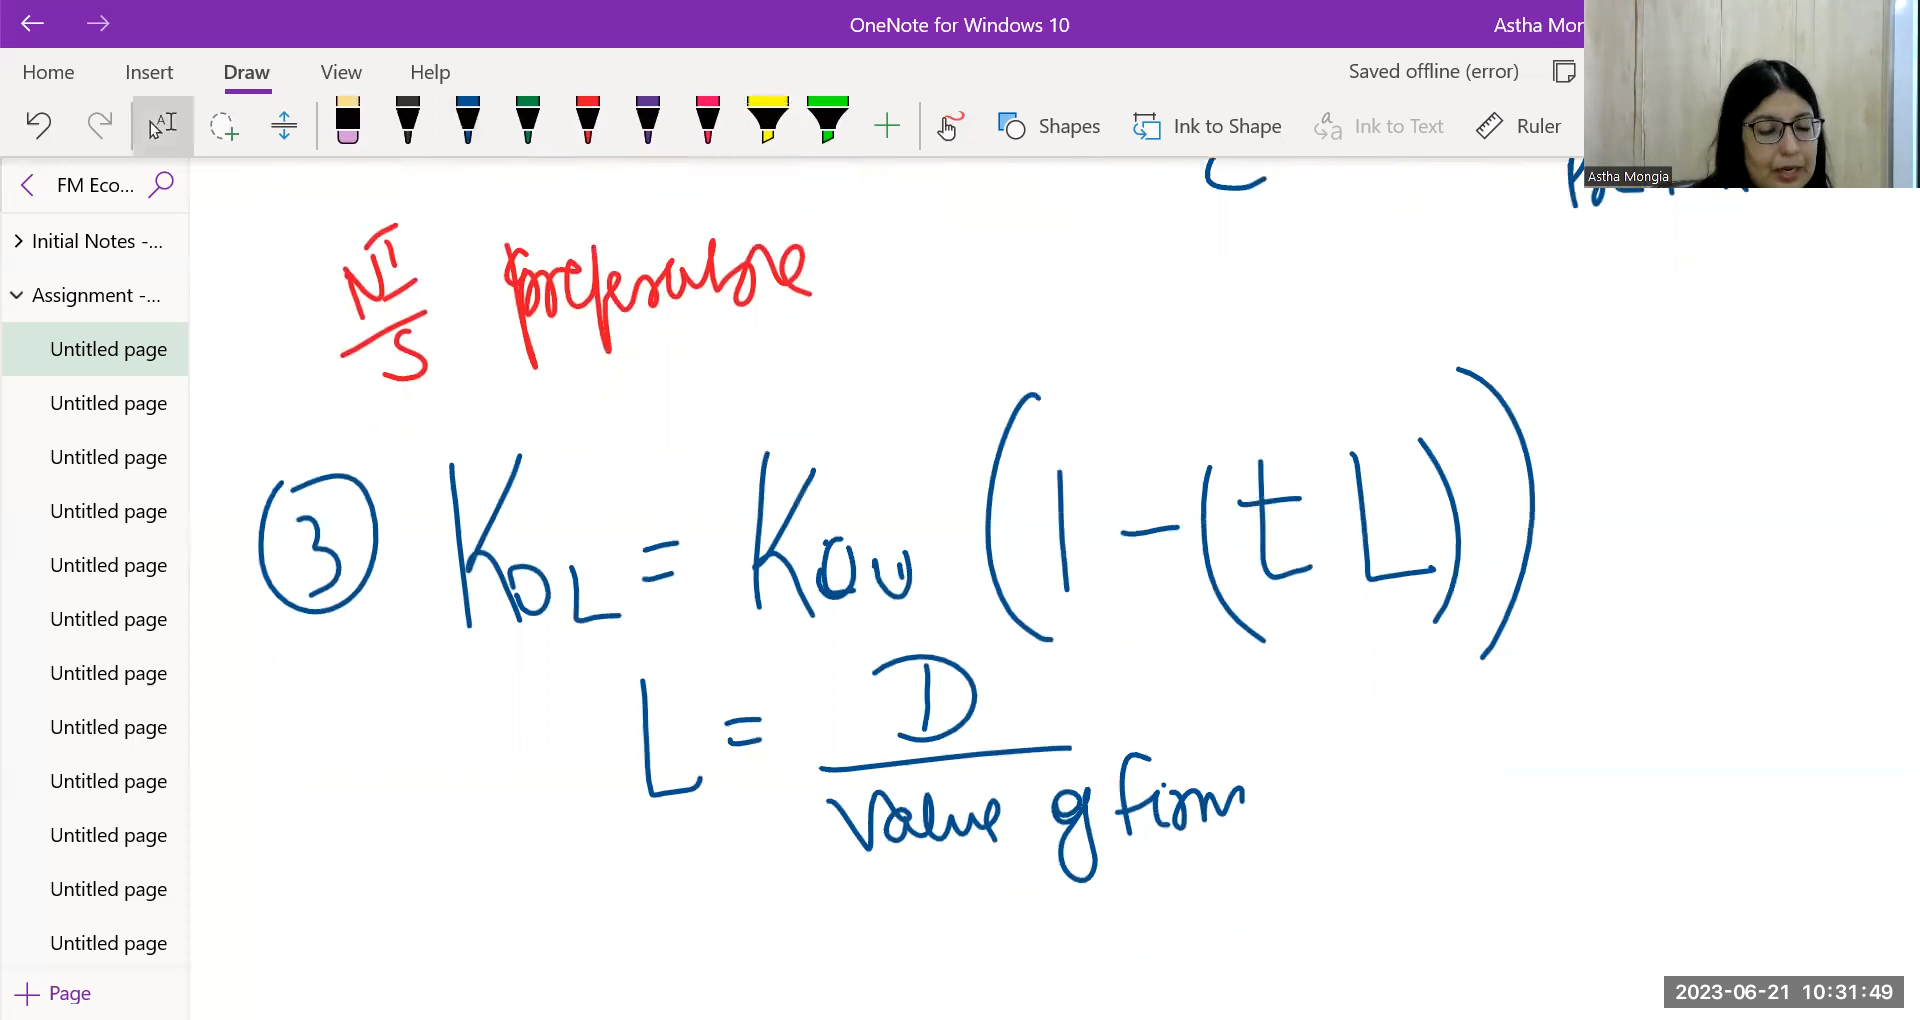 OneNote for Windows 10
Astha Mon
Home Insert Draw View Help
Saved offline (error)
Shapes Ink to Shape Ink to Text Ruler
Astha Mongia
FM Eco...
Initial Notes -...
Assignment -...
Untitled page
Untitled page
Untitled page
Untitled page
Untitled page
Untitled page
Untitled page
Untitled page
Untitled page
Untitled page
Untitled page
Untitled page
Page
NI
S
preferable
3 KOL = KOU (1 - (t L))
L = D
Value of firm
2023-06-21 10:31:49